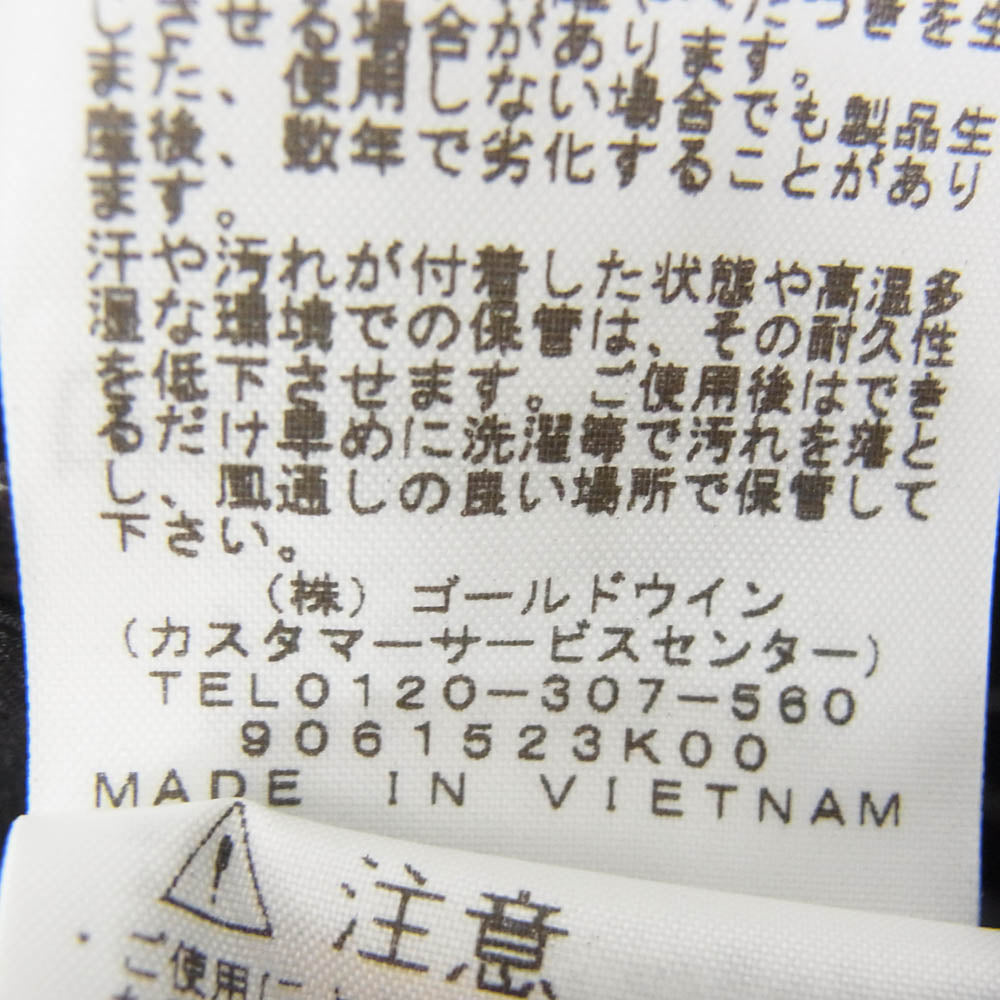 場合があります。
ま使用しない場合でも製品生
産後、数年で劣化することがあり
ます。
汗や汚れが付着した状態や高温多
湿な環境での保管は、その耐久性
を低下させます。ご使用後はでき
るだけ早めに洗濯等で汚れを落と
し、風通しの良い場所で保管して
下さい。
(株)ゴールドウイン
(カスタマーサービスセンター)
TEL0120-307-560
9061523K00
MADE IN VIETNAM
注意
・ご使用に